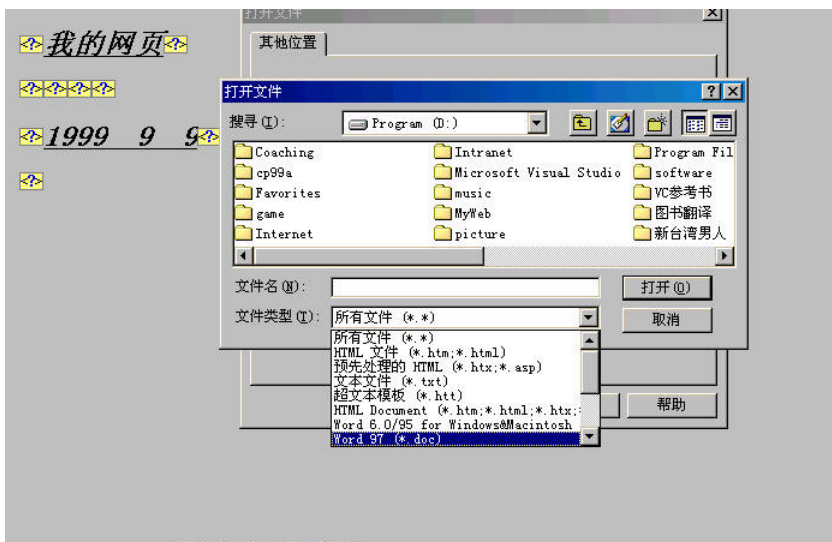 打开文件
<?>我的网页<?>
其他位置
<?><?><?><?>
打开文件
搜寻(I):
Program (D:)
<?>1999 9 9<?>
Coaching
Intranet
Program Fil
cp99a
Microsoft Visual Studio
software
<?>
Favorites
music
VC参考书
game
MyWeb
图书翻译
Internet
picture
新台湾男人
文件名(N):
打开(O)
文件类型(T):
所有文件 (*.*)
取消
所有文件 (*.*)
HTML 文件 (*.htm;*.html)
预先处理的 HTML (*.htx;*.asp)
文本文件 (*.txt)
超文本模板 (*.htt)
HTML Document (*.htm;*.html;*.htx;
Word 6.0/95 for Windows&Macintosh
帮助
Word 97 (*.doc)